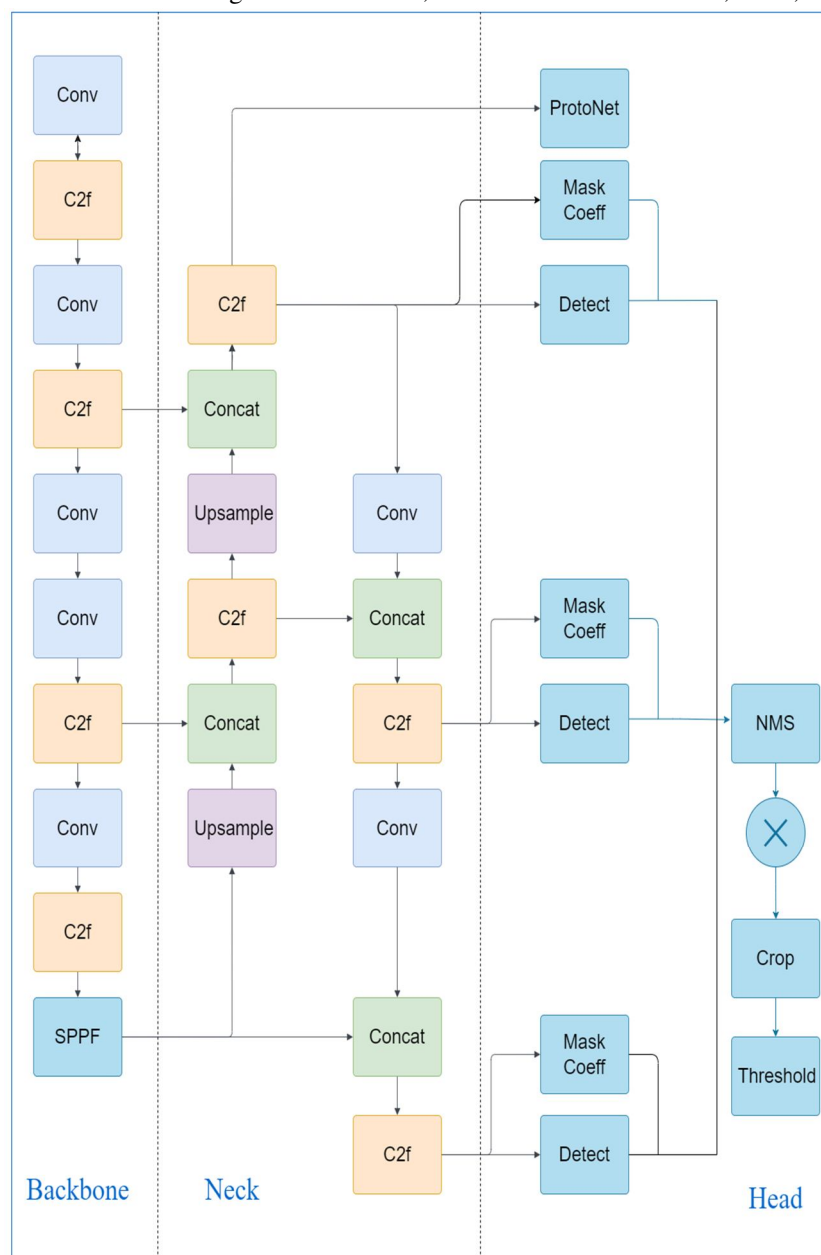 Conv
C2f
Conv
C2f
Conv
Conv
C2f
Conv
C2f
SPPF
Backbone
C2f
Concat
Upsample
C2f
Concat
Upsample
Conv
Concat
C2f
Conv
Concat
C2f
Neck
ProtoNet
Mask
Coeff
Detect
Mask
Coeff
Detect
Mask
Coeff
Detect
NMS
Crop
Threshold
Head